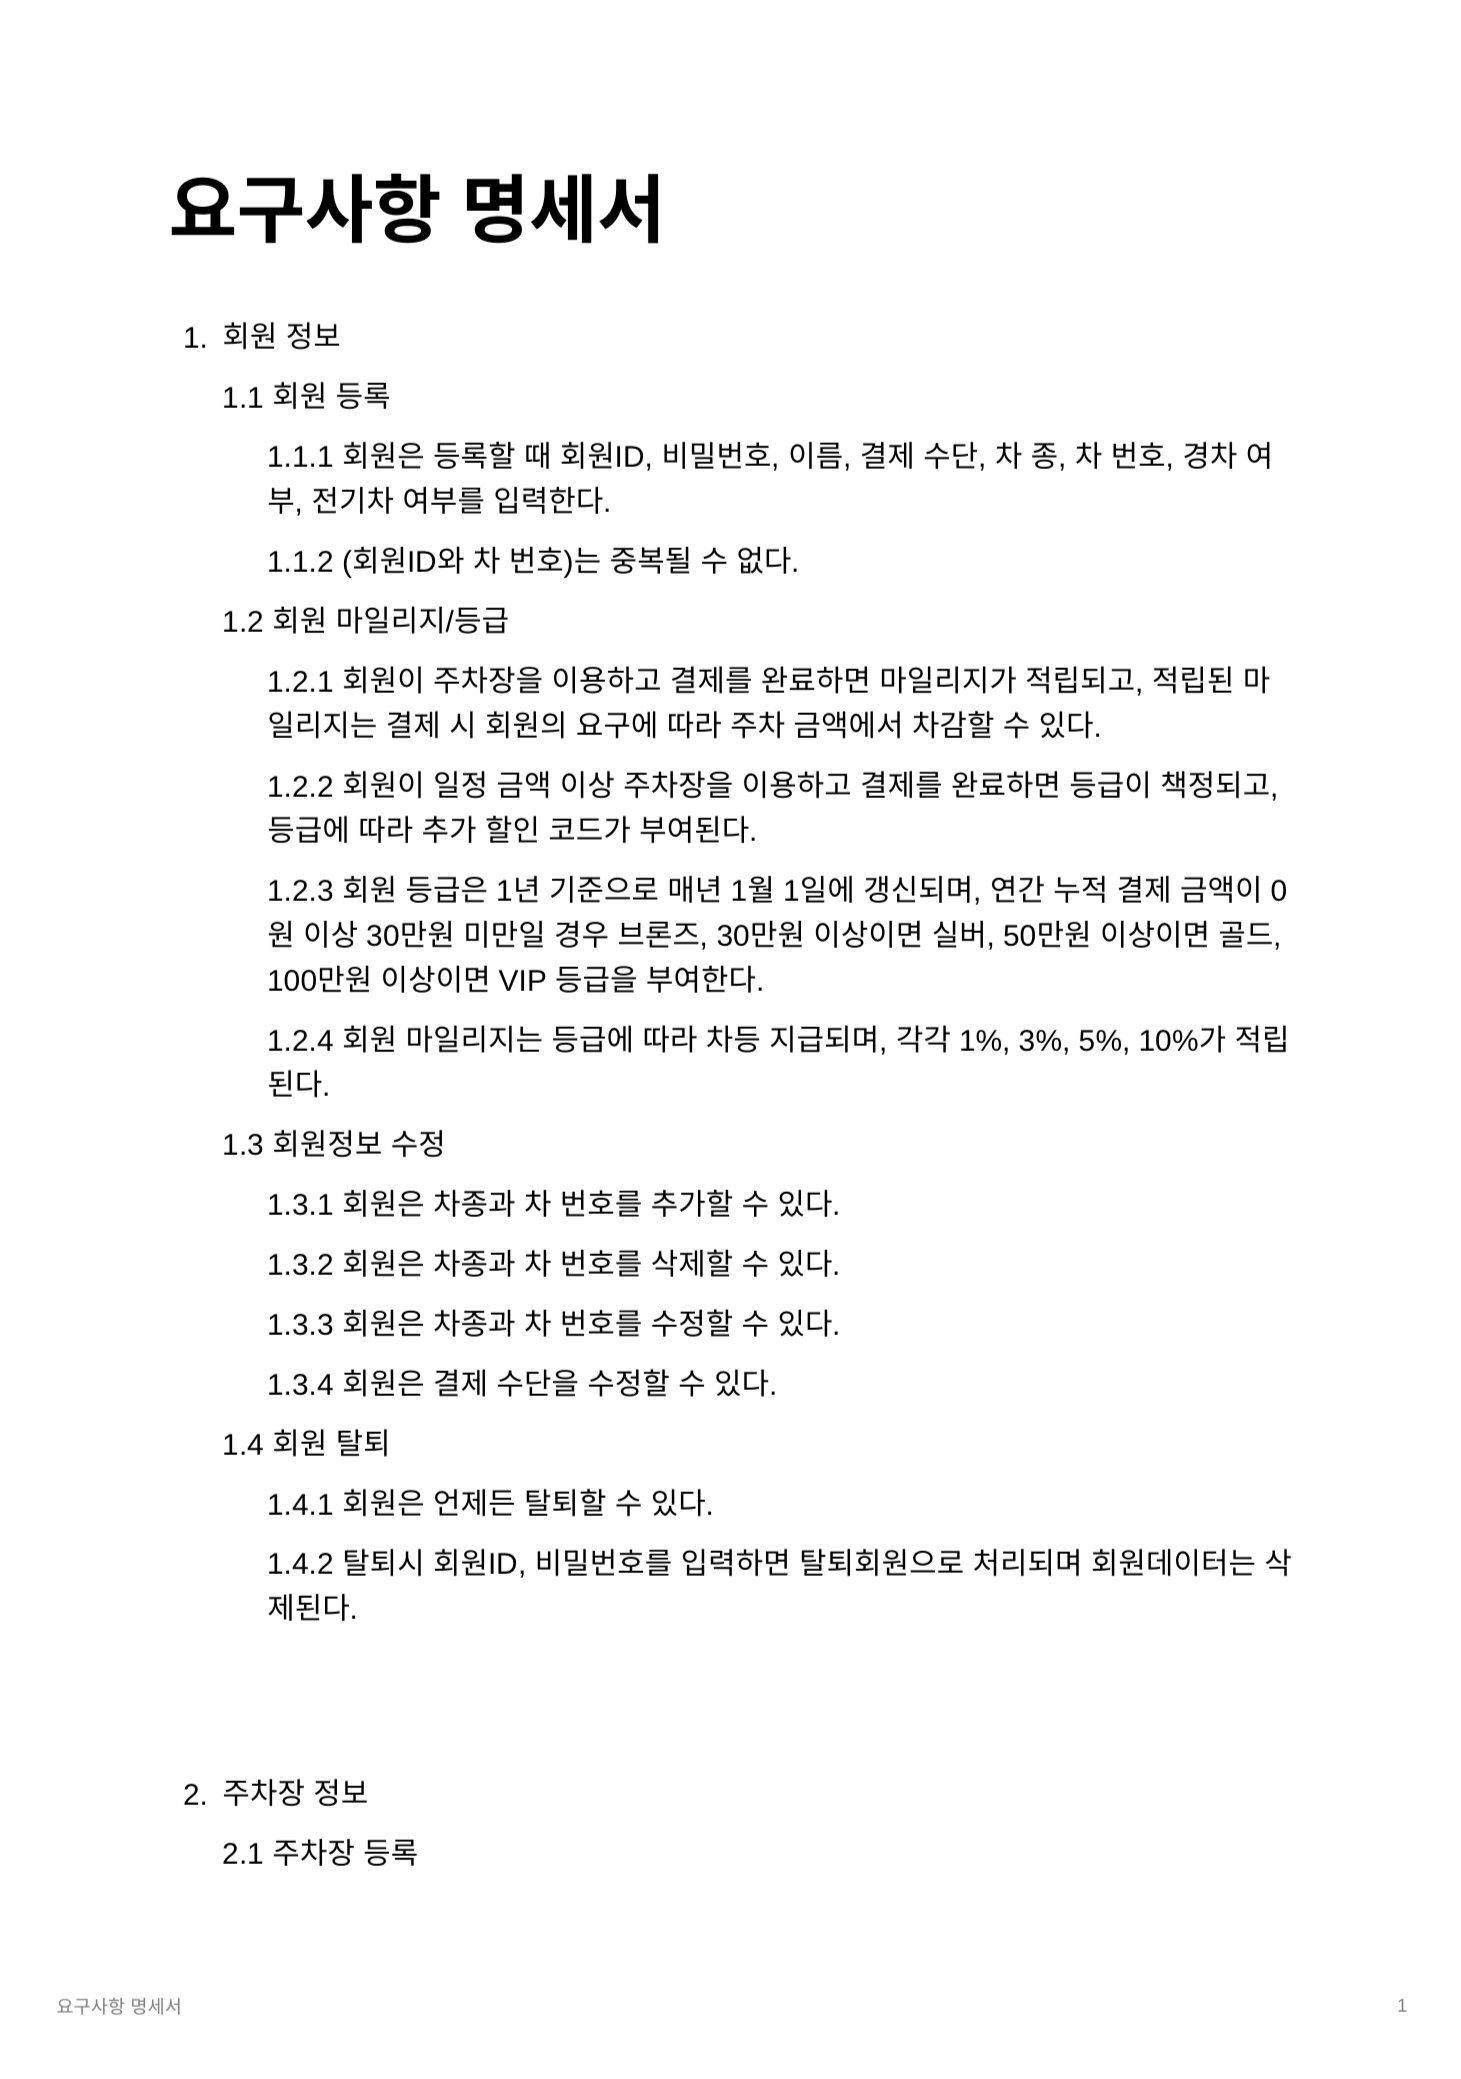 요구사항 명세서
1. 회원 정보
1.1 회원 등록
1.1.1 회원은 등록할 때 회원ID, 비밀번호, 이름, 결제 수단, 차 종, 차 번호, 경차 여
부, 전기차 여부를 입력한다.
1.1.2 (회원ID와 차 번호)는 중복될 수 없다.
1.2 회원 마일리지/등급
1.2.1 회원이 주차장을 이용하고 결제를 완료하면 마일리지가 적립되고, 적립된 마
일리지는 결제 시 회원의 요구에 따라 주차 금액에서 차감할 수 있다.
1.2.2 회원이 일정 금액 이상 주차장을 이용하고 결제를 완료하면 등급이 책정되고,
등급에 따라 추가 할인 코드가 부여된다.
1.2.3 회원 등급은 1년 기준으로 매년 1월 1일에 갱신되며, 연간 누적 결제 금액이 0
원 이상 30만원 미만일 경우 브론즈, 30만원 이상이면 실버, 50만원 이상이면 골드,
100만원 이상이면 VIP 등급을 부여한다.
1.2.4 회원 마일리지는 등급에 따라 차등 지급되며, 각각 1%, 3%, 5%, 10%가 적립
된다.
1.3 회원정보 수정
1.3.1 회원은 차종과 차 번호를 추가할 수 있다.
1.3.2 회원은 차종과 차 번호를 삭제할 수 있다.
1.3.3 회원은 차종과 차 번호를 수정할 수 있다.
1.3.4 회원은 결제 수단을 수정할 수 있다.
1.4 회원 탈퇴
1.4.1 회원은 언제든 탈퇴할 수 있다.
1.4.2 탈퇴시 회원ID, 비밀번호를 입력하면 탈퇴회원으로 처리되며 회원데이터는 삭
제된다.
2. 주차장 정보
2.1 주차장 등록
요구사항 명세서 1